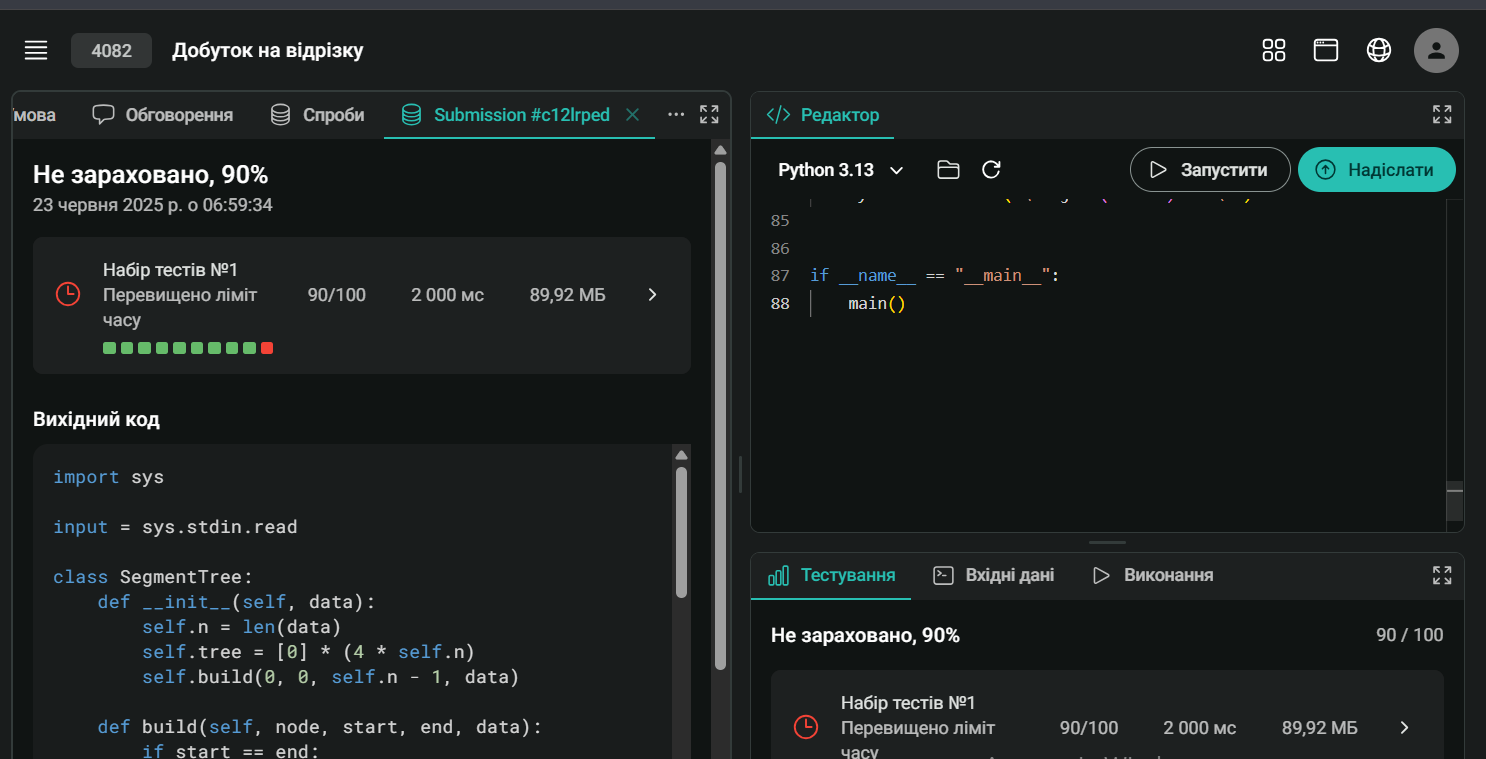 4082 Добуток на відрізку
мова Обговорення Спроби Submission #c12lrped
Не зараховано, 90%
23 червня 2025 р. о 06:59:34
Набір тестів №1
Перевищено ліміт часу
90/100 2 000 мс 89,92 МБ
Вихідний код
import sys
input = sys.stdin.read
class SegmentTree:
def __init__(self, data):
self.n = len(data)
self.tree = [0] * (4 * self.n)
self.build(0, 0, self.n - 1, data)
def build(self, node, start, end, data):
if start == end:
</> Редактор
Python 3.13 Запустити Надіслати
85
86
87 if __name__ == "__main__":
88 main()
Тестування Вхідні дані Виконання
Не зараховано, 90% 90 / 100
Набір тестів №1
Перевищено ліміт
часу
90/100 2 000 мс 89,92 МБ